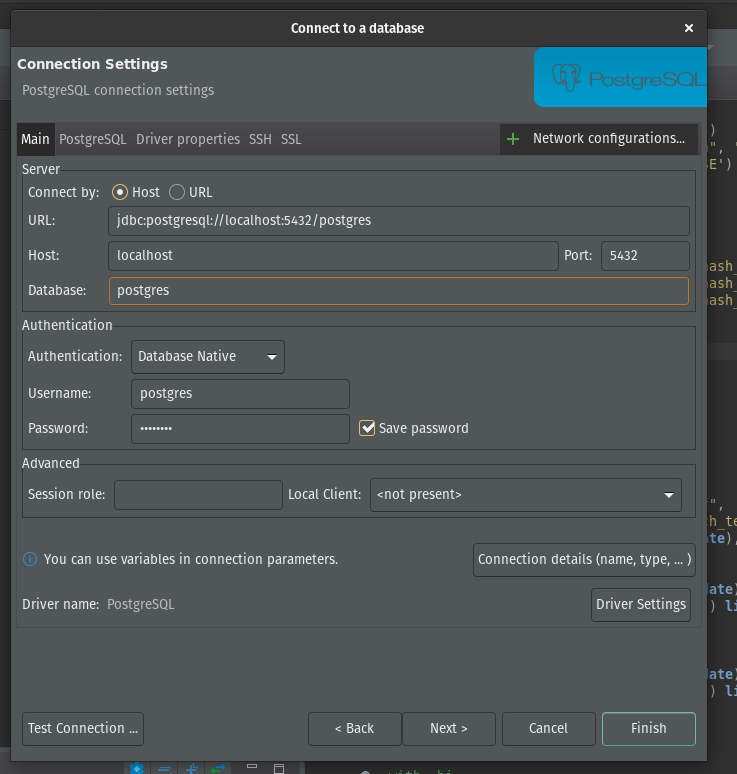 Connect to a database
×
Connection Settings
PostgreSQL connection settings
PostgreSQL
Main PostgreSQL Driver properties SSH SSL + Network configurations...
Server
Connect by: Host URL
URL: jdbc:postgresql://localhost:5432/postgres
Host: localhost Port: 5432
Database: postgres
Authentication
Authentication: Database Native
Username: postgres
Password: ••••••••
Save password
Advanced
Session role: Local Client: <not present>
You can use variables in connection parameters.
Connection details (name, type, ... )
Driver name: PostgreSQL
Driver Settings
Test Connection ... < Back Next > Cancel Finish